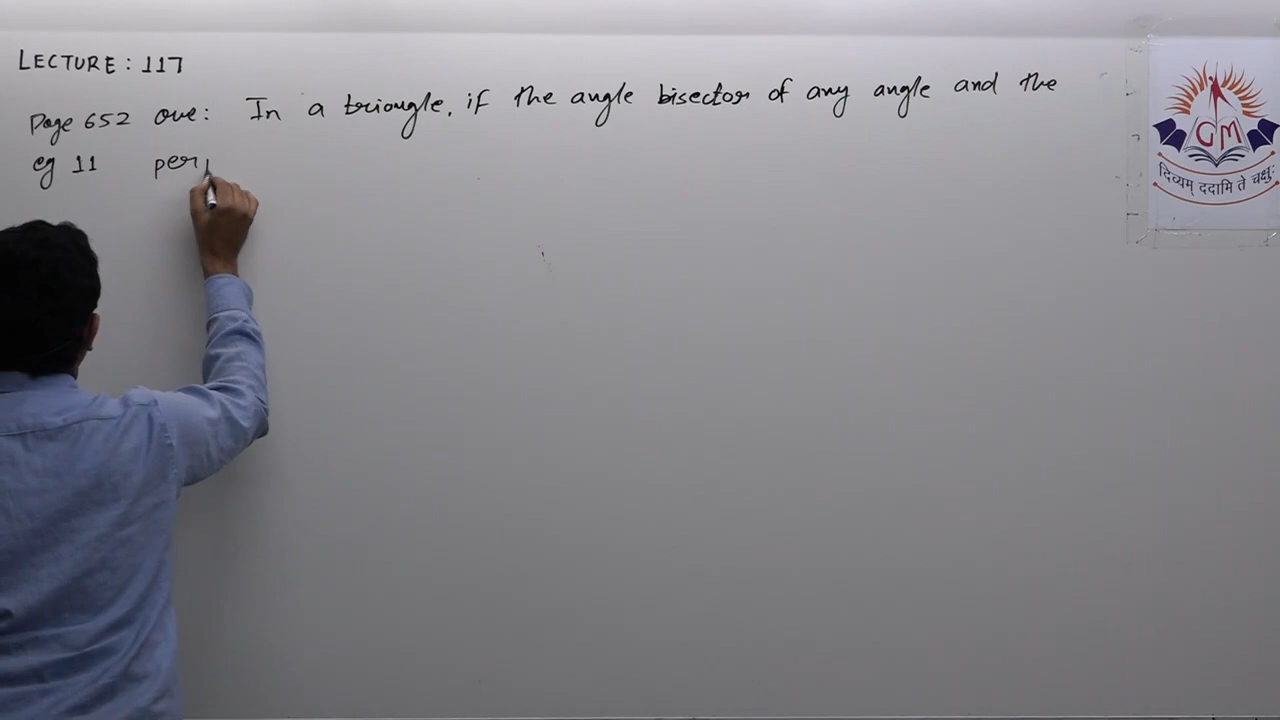 LECTURE : 117
Page 652 Que: In a triangle, if the angle bisector of any angle and the
eg 11 per
GM
दिव्यम् ददामि ते चक्षुः